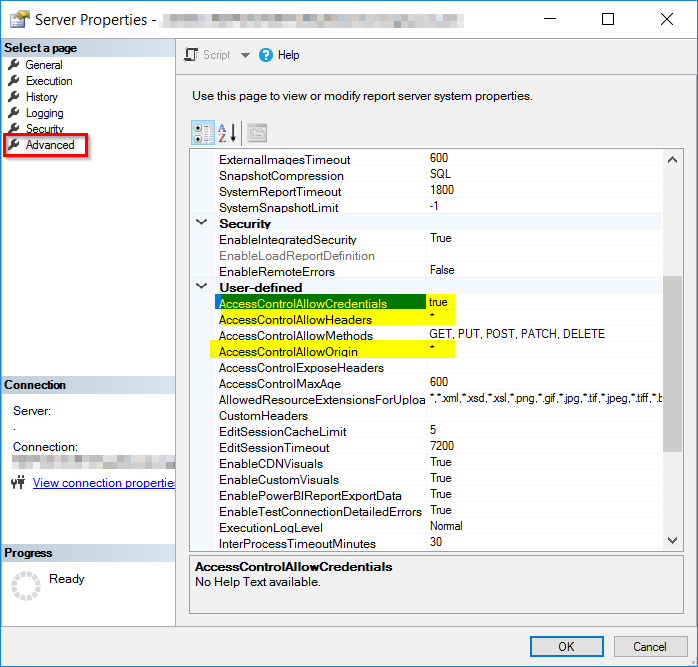 Server Properties -
Select a page
General
Execution
History
Logging
Security
Advanced
Script
Help
Use this page to view or modify report server system properties.
ExternalImagesTimeout 600
SnapshotCompression SQL
SystemReportTimeout 1800
SystemSnapshotLimit -1
Security
EnableIntegratedSecurity True
EnableLoadReportDefinition
EnableRemoteErrors False
User-defined
AccessControlAllowCredentials true
AccessControlAllowHeaders *
AccessControlAllowMethods GET, PUT, POST, PATCH, DELETE
AccessControlAllowOrigin *
AccessControlExposeHeaders
AccessControlMaxAge 600
AllowedResourceExtensionsForUploa *,*.xml,*.xsd,*.xsl,*.png,*.gif,*.jpg,*.tif,*.jpeg,*.tiff,*.b
CustomHeaders
EditSessionCacheLimit 5
EditSessionTimeout 7200
EnableCDNVisuals True
EnableCustomVisuals True
EnablePowerBIReportExportData True
EnableTestConnectionDetailedErrors True
ExecutionLogLevel Normal
InterProcessTimeoutMinutes 30
Connection
Server:
.
Connection:
View connection properties
Progress
Ready
AccessControlAllowCredentials
No Help Text available.
OK
Cancel